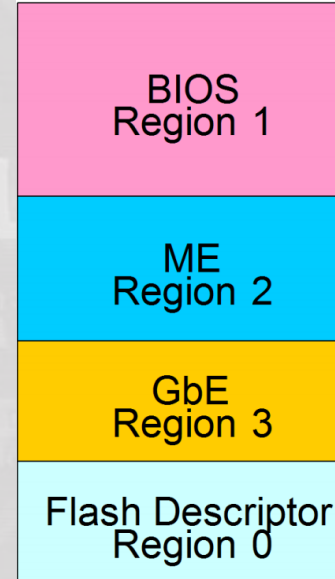 BIOS
Region 1
ME
Region 2
GbE
Region 3
Flash Descriptor
Region 0